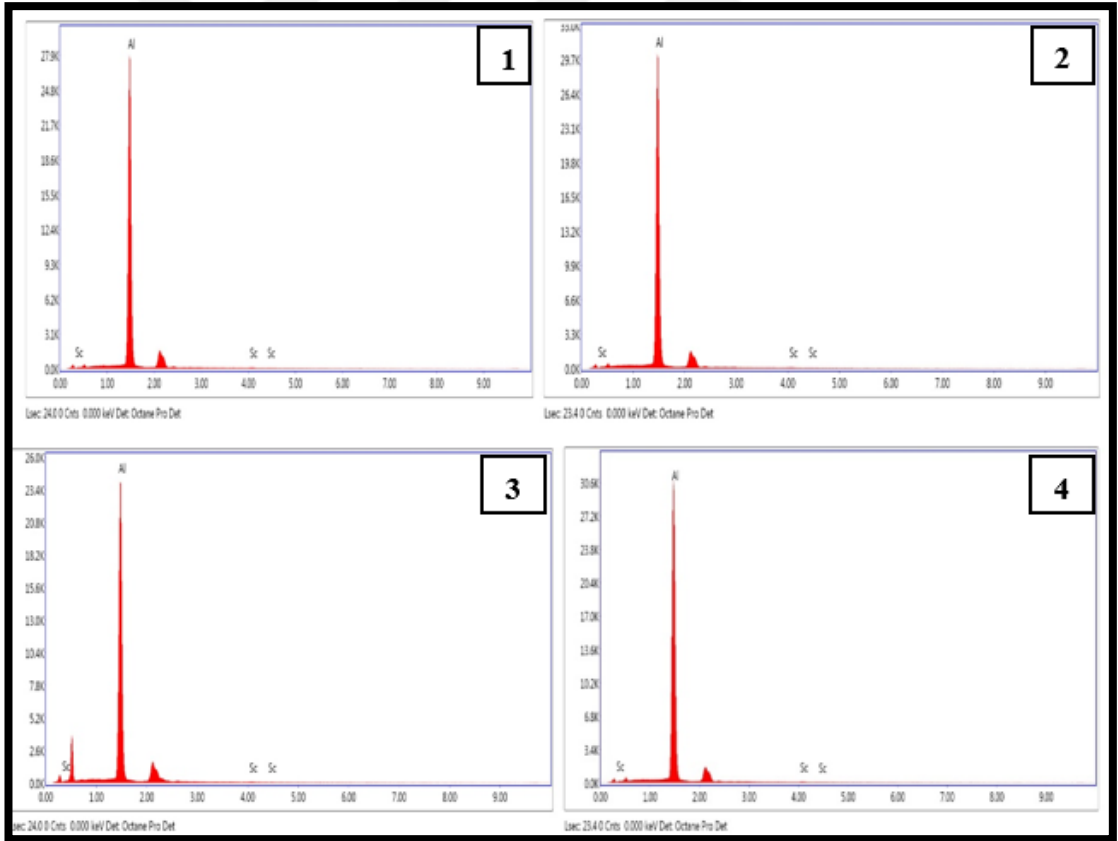 1
Al
27.9K
24.8K
21.7K
18.6K
15.5K
12.4K
9.3K
6.2K
3.1K
0.0K
Sc Sc Sc
0.00 1.00 2.00 3.00 4.00 5.00 6.00 7.00 8.00 9.00
Lsec: 24.0 0 Cnts 0.000 keV Det: Octane Pro Det
2
Al
33.0K
29.7K
26.4K
23.1K
19.8K
16.5K
13.2K
9.9K
6.6K
3.3K
0.0K
Sc Sc Sc
0.00 1.00 2.00 3.00 4.00 5.00 6.00 7.00 8.00 9.00
Lsec: 23.4 0 Cnts 0.000 keV Det: Octane Pro Det
3
Al
26.0K
23.4K
20.8K
18.2K
15.6K
13.0K
10.4K
7.8K
5.2K
2.6K
0.0K
Sc Sc Sc
0.00 1.00 2.00 3.00 4.00 5.00 6.00 7.00 8.00 9.00
sec: 24.0 0 Cnts 0.000 keV Det: Octane Pro Det
4
Al
30.6K
27.2K
23.8K
20.4K
17.0K
13.6K
10.2K
6.8K
3.4K
0.0K
Sc Sc Sc
0.00 1.00 2.00 3.00 4.00 5.00 6.00 7.00 8.00 9.00
Lsec: 23.4 0 Cnts 0.000 keV Det: Octane Pro Det